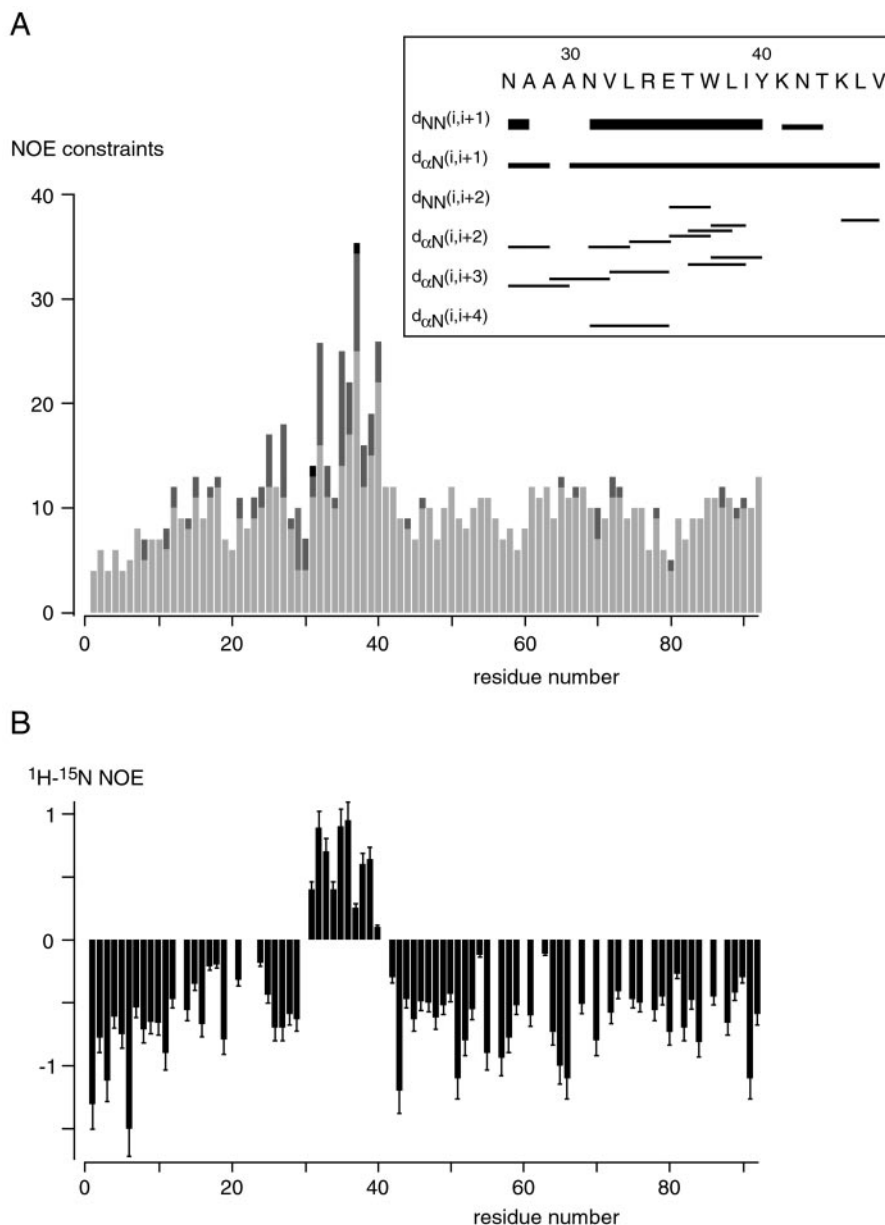 A
30 40
N A A A N V L R E T W L I Y K N T K L V
dNN(i,i+1)
NOE constraints
dαN(i,i+1)
40
dNN(i,i+2)
dαN(i,i+2)
dαN(i,i+3)
30
dαN(i,i+4)
20
10
0
0 20 40 60 80
residue number
B
1H-15N NOE
1
0
-1
0 20 40 60 80
residue number